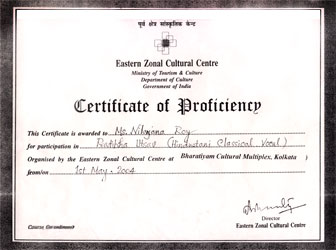 पूर्व क्षेत्र सांस्कृतिक केन्द्र
Eastern Zonal Cultural Centre
Ministry of Tourism & Culture
Department of Culture
Government of India
Certificate of Proficiency
This Certificate is awarded to Ms. Nilanjana Roy
for participation in Pratibha Utsav (Hindustani Classical Vocal)
Organised by the Eastern Zonal Cultural Centre at Bharatiyam Cultural Multiplex, Kolkata )
from/on 1st May, 2004
Director
Eastern Zonal Cultural Centre